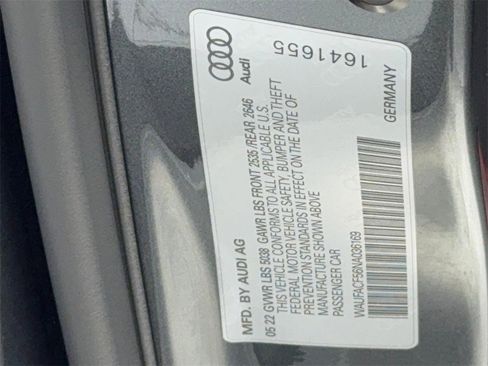 Audi
1641655
MFD. BY AUDI AG
05 22 GVWR LBS 5038 GAWR LBS FRONT 2535 /REAR 2646
THIS VEHICLE CONFORMS TO ALL APPLICABLE U.S.
FEDERAL MOTOR VEHICLE SAFETY, BUMPER AND THEFT
PREVENTION STANDARDS IN EFFECT ON THE DATE OF
MANUFACTURE SHOWN ABOVE
PASSENGER CAR
WAUFACF56NA036169
GERMANY